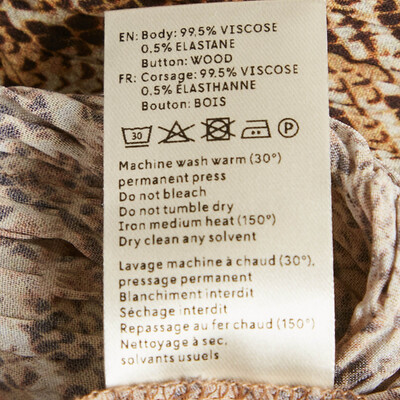 EN: Body: 99.5% VISCOSE
0.5% ELASTANE
Button: WOOD
FR: Corsage: 99.5% VISCOSE
0.5% ELASTHANNE
Bouton: BOIS
30 P
Machine wash warm (30°)
permanent press
Do not bleach
Do not tumble dry
Iron medium heat (150°)
Dry clean any solvent
Lavage machine à chaud (30°),
pressage permanent
Blanchiment interdit
Séchage interdit
Repassage au fer chaud (150°)
Nettoyage à sec,
solvants usuels